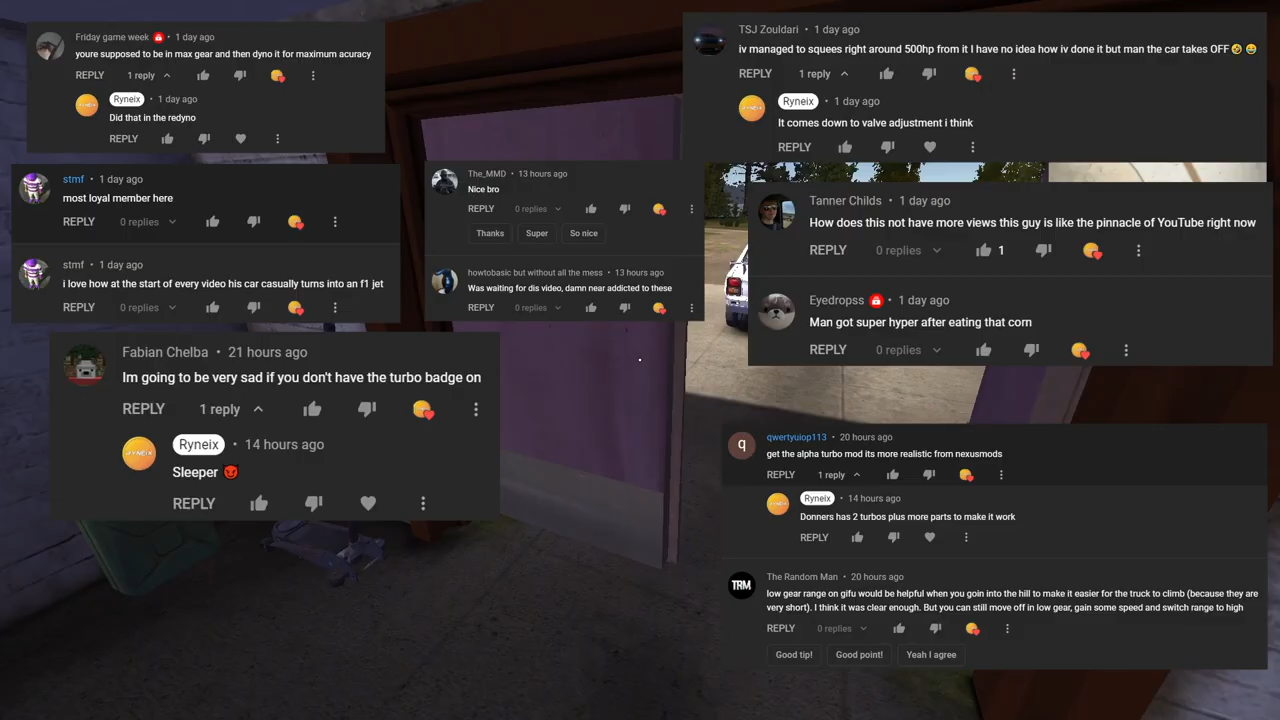 Friday game week • 1 day ago
youre supposed to be in max gear and then dyno it for maximum acuracy
REPLY 1 reply
Ryneix • 1 day ago
Did that in the redyno
REPLY
stmf • 1 day ago
most loyal member here
REPLY 0 replies
stmf • 1 day ago
i love how at the start of every video his car casually turns into an f1 jet
REPLY 0 replies
Fabian Chelba • 21 hours ago
Im going to be very sad if you don't have the turbo badge on
REPLY 1 reply
RYNEIX
Ryneix • 14 hours ago
Sleeper 😈
REPLY
The_MMD • 13 hours ago
Nice bro
REPLY 0 replies
Thanks Super So nice
howtobasic but without all the mess • 13 hours ago
Was waiting for dis video, damn near addicted to these
REPLY 0 replies
TSJ Zouldari • 1 day ago
iv managed to squees right around 500hp from it I have no idea how iv done it but man the car takes OFF 🤣 😂
REPLY 1 reply
RYNEIX
Ryneix • 1 day ago
It comes down to valve adjustment i think
REPLY
Tanner Childs • 1 day ago
How does this not have more views this guy is like the pinnacle of YouTube right now
REPLY 0 replies 1
Eyedropss • 1 day ago
Man got super hyper after eating that corn
REPLY 0 replies
q
qwertyuiop113 • 20 hours ago
get the alpha turbo mod its more realistic from nexusmods
REPLY 1 reply
Ryneix • 14 hours ago
Donners has 2 turbos plus more parts to make it work
REPLY
TRM
The Random Man • 20 hours ago
low gear range on gifu would be helpful when you goin into the hill to make it easier for the truck to climb (because they are
very short). I think it was clear enough. But you can still move off in low gear, gain some speed and switch range to high
REPLY 0 replies
Good tip! Good point! Yeah I agree